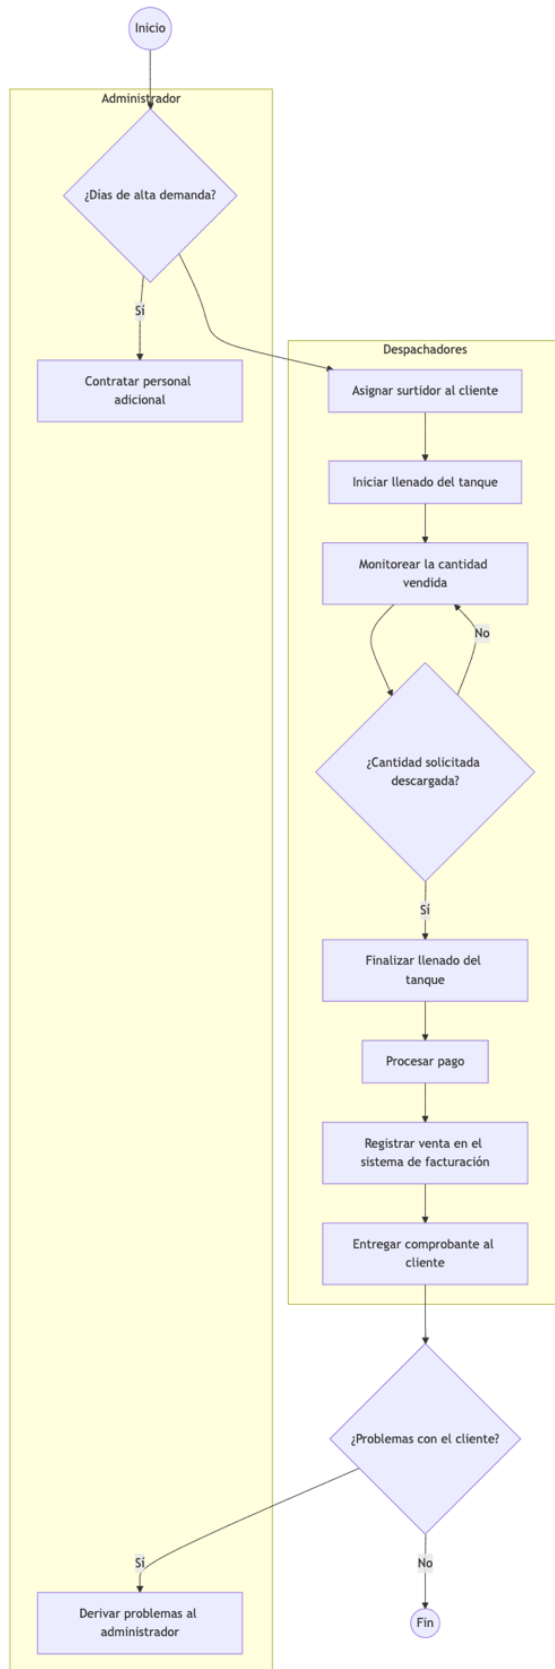 Inicio
Administrador
¿Días de alta demanda?
Sí
Contratar personal
adicional
Despachadores
Asignar surtidor al cliente
Iniciar llenado del tanque
Monitorear la cantidad
vendida
No
¿Cantidad solicitada
descargada?
Sí
Finalizar llenado del
tanque
Procesar pago
Registrar venta en el
sistema de facturación
Entregar comprobante al
cliente
¿Problemas con el cliente?
Sí
No
Derivar problemas al
administrador
Fin